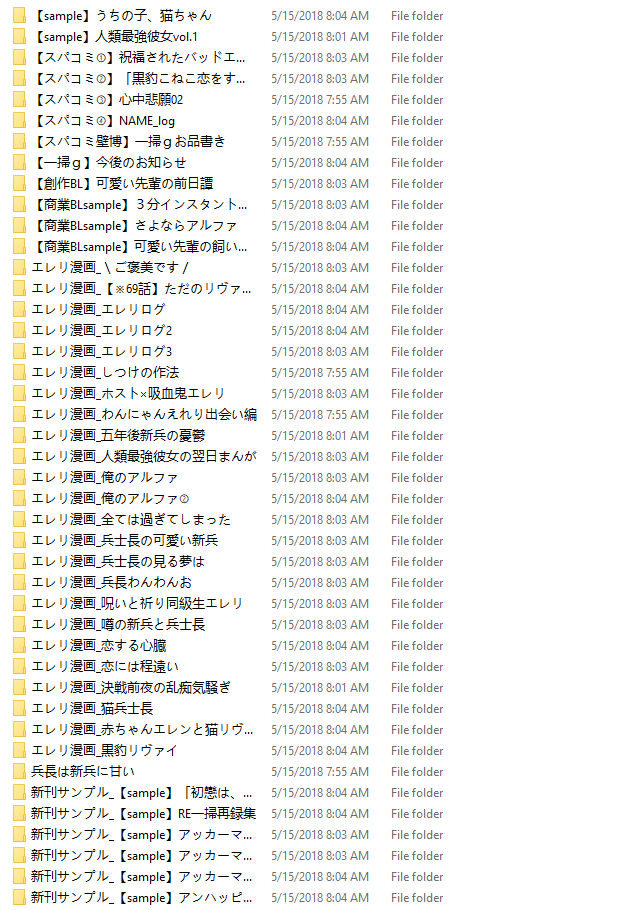 【sample】うちの子、猫ちゃん 5/15/2018 8:04 AM File folder
【sample】人類最強彼女vol.1 5/15/2018 8:01 AM File folder
【スパコミ①】祝福されたバッドエ... 5/15/2018 8:03 AM File folder
【スパコミ②】「黒豹こねこ恋をす... 5/15/2018 8:03 AM File folder
【スパコミ③】心中悲願02 5/15/2018 7:55 AM File folder
【スパコミ④】NAME_log 5/15/2018 8:04 AM File folder
【スパコミ壁博】一掃ｇお品書き 5/15/2018 7:55 AM File folder
【一掃ｇ】今後のお知らせ 5/15/2018 8:04 AM File folder
【創作BL】可愛い先輩の前日譚 5/15/2018 8:03 AM File folder
【商業BLsample】３分インスタント... 5/15/2018 8:04 AM File folder
【商業BLsample】さよならアルファ 5/15/2018 8:04 AM File folder
【商業BLsample】可愛い先輩の飼い... 5/15/2018 8:04 AM File folder
エレリ漫画_＼ご褒美です／ 5/15/2018 8:03 AM File folder
エレリ漫画_【※69話】ただのリヴァ... 5/15/2018 8:04 AM File folder
エレリ漫画_エレリログ 5/15/2018 8:04 AM File folder
エレリ漫画_エレリログ2 5/15/2018 8:04 AM File folder
エレリ漫画_エレリログ3 5/15/2018 8:03 AM File folder
エレリ漫画_しつけの作法 5/15/2018 7:55 AM File folder
エレリ漫画_ホスト×吸血鬼エレリ 5/15/2018 8:03 AM File folder
エレリ漫画_わんにゃんえれり出会い編 5/15/2018 7:55 AM File folder
エレリ漫画_五年後新兵の憂鬱 5/15/2018 8:01 AM File folder
エレリ漫画_人類最強彼女の翌日まんが 5/15/2018 8:03 AM File folder
エレリ漫画_俺のアルファ 5/15/2018 8:03 AM File folder
エレリ漫画_俺のアルファ② 5/15/2018 8:04 AM File folder
エレリ漫画_全ては過ぎてしまった 5/15/2018 8:03 AM File folder
エレリ漫画_兵士長の可愛い新兵 5/15/2018 8:03 AM File folder
エレリ漫画_兵士長の見る夢は 5/15/2018 8:03 AM File folder
エレリ漫画_兵長わんわんお 5/15/2018 8:03 AM File folder
エレリ漫画_呪いと祈り同級生エレリ 5/15/2018 8:03 AM File folder
エレリ漫画_噂の新兵と兵士長 5/15/2018 8:03 AM File folder
エレリ漫画_恋する心臓 5/15/2018 8:04 AM File folder
エレリ漫画_恋には程遠い 5/15/2018 8:03 AM File folder
エレリ漫画_決戦前夜の乱痴気騒ぎ 5/15/2018 8:01 AM File folder
エレリ漫画_猫兵士長 5/15/2018 8:04 AM File folder
エレリ漫画_赤ちゃんエレンと猫リヴ... 5/15/2018 8:04 AM File folder
エレリ漫画_黒豹リヴァイ 5/15/2018 8:04 AM File folder
兵長は新兵に甘い 5/15/2018 7:55 AM File folder
新刊サンプル_【sample】「初戀は、... 5/15/2018 8:04 AM File folder
新刊サンプル_【sample】RE一掃再録集 5/15/2018 8:04 AM File folder
新刊サンプル_【sample】アッカーマ... 5/15/2018 8:03 AM File folder
新刊サンプル_【sample】アッカーマ... 5/15/2018 8:03 AM File folder
新刊サンプル_【sample】アッカーマ... 5/15/2018 8:04 AM File folder
新刊サンプル_【sample】アンハッピ... 5/15/2018 8:04 AM File folder